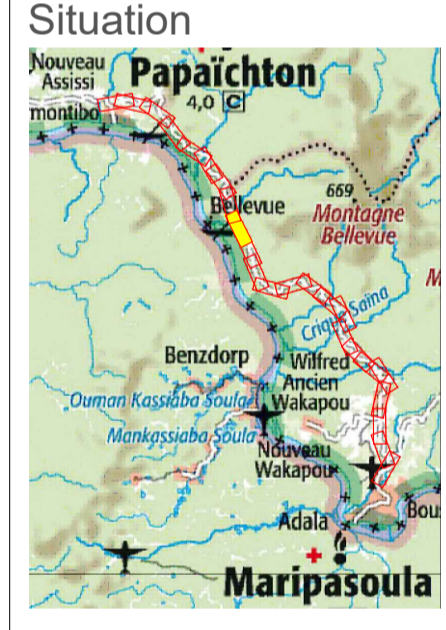 Situation
Nouveau
Assissi
Papaïchton
montibo
4,0 C
669
Bellevue
Montagne
Bellevue
M
Crique Saïna
Benzdorp
Wilfred
Ancien
Wakapou
Ouman Kassiaba Soula
Mankassiaba Soula
Nouveau
Wakapou
Bou
Adala
Maripasoula